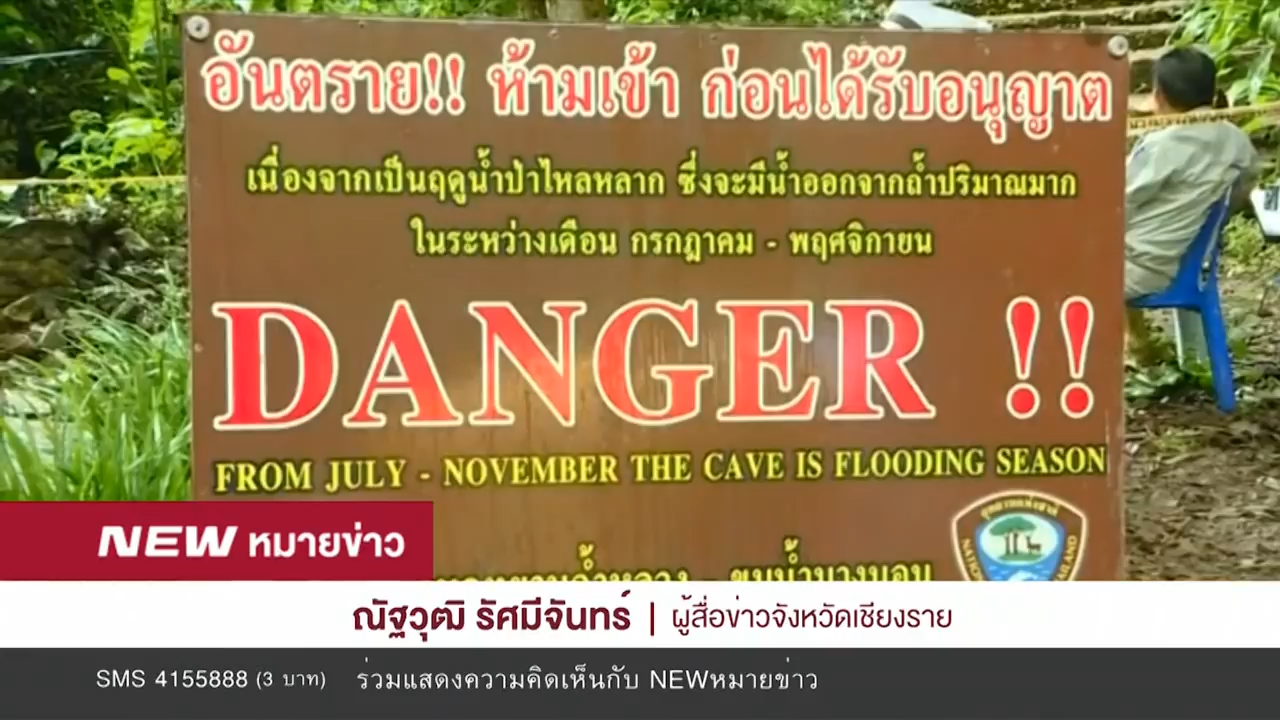 อันตราย!! ห้ามเข้า ก่อนได้รับอนุญาต
เนื่องจากเป็นฤดูน้ำป่าไหลหลาก ซึ่งจะมีน้ำออกจากถ้ำปริมาณมาก
ในระหว่างเดือน กรกฎาคม - พฤศจิกายน
DANGER !!
FROM JULY - NOVEMBER THE CAVE IS FLOODING SEASON
NEW หมายข่าว
ณัฐวุฒิ รัศมีจันทร์ | ผู้สื่อข่าวจังหวัดเชียงราย
SMS 4155888 (3 บาท) ร่วมแสดงความคิดเห็นกับ NEWหมายข่าว